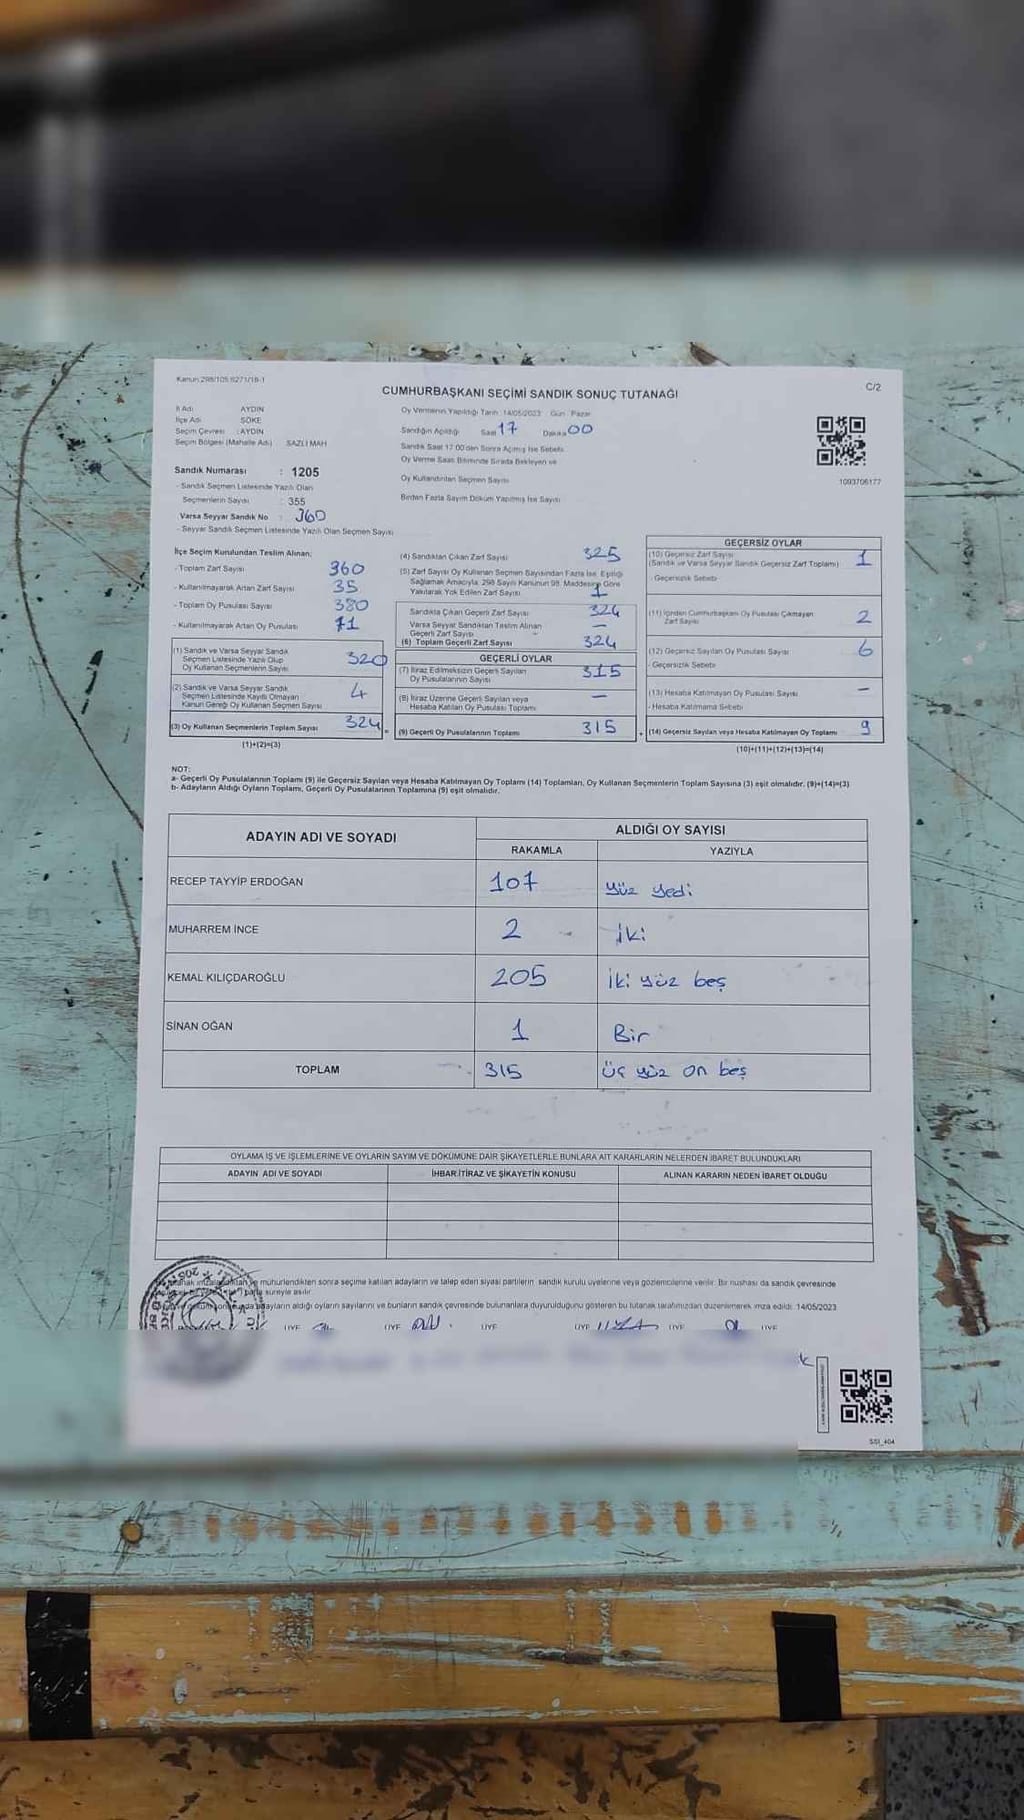 Kanun:298/105 6271/18-1
CUMHURBAŞKANI SEÇİMİ SANDIK SONUÇ TUTANAĞI
C/2
İl Adı AYDIN
İlçe Adı SÖKE
Seçim Çevresi :AYDIN
Seçim Bölgesi (Mahalle Adı) SAZLI MAH
Sandık Numarası : 1205
- Sandık Seçmen Listesinde Yazılı Olan
Seçmenlerin Sayısı : 355
Varsa Seyyar Sandık No : 360
- Seyyar Sandık Seçmen Listesinde Yazılı Olan Seçmen Sayısı
Oy Vermenin Yapıldığı Tarih :14/05/2023 Gün : Pazar
Sandığın Açıldığı Saat 17 Dakika 00
Sandık Saat 17.00'den Sonra Açılmış İse Sebebi
Oy Verme Saati Bitiminde Sırada Bekleyen ve
Oy Kullandırılan Seçmen Sayısı
Birden Fazla Sayım Döküm Yapılmış İse Sayısı
1093706177
İlçe Seçim Kurulundan Teslim Alınan;
-Toplam Zarf Sayısı 360
- Kullanılmayarak Artan Zarf Sayısı 35
- Toplam Oy Pusulası Sayısı 380
- Kullanılmayarak Artan Oy Pusulası 71
(1) Sandık ve Varsa Seyyar Sandık
Seçmen Listesinde Yazılı Olup
Oy Kullanan Seçmenlerin Sayısı 320
(2) Sandık ve Varsa Seyyar Sandık
Seçmen Listesinde Kayıtlı Olmayan
Kanun Gereği Oy Kullanan Seçmen Sayısı 4
(3) Oy Kullanan Seçmenlerin Toplam Sayısı 324
(1)+(2)=(3)
(4) Sandıktan Çıkan Zarf Sayısı 325
(5) Zarf Sayısı Oy Kullanan Seçmen Sayısından Fazla İse, Eşitliği
Sağlamak Amacıyla, 298 Sayılı Kanunun 98. Maddesine Göre
Yakılarak Yok Edilen Zarf Sayısı 1
Sandıkta Çıkan Geçerli Zarf Sayısı 324
Varsa Seyyar Sandıktan Teslim Alınan
Geçerli Zarf Sayısı –
(6) Toplam Geçerli Zarf Sayısı 324
GEÇERLİ OYLAR
(7) İtiraz Edilmeksizin Geçerli Sayılan
Oy Pusulalarının Sayısı 315
(8) İtiraz Üzerine Geçerli Sayılan veya
Hesaba Katılan Oy Pusulası Toplamı –
(9) Geçerli Oy Pusulalarının Toplamı 315
GEÇERSİZ OYLAR
(10) Geçersiz Zarf Sayısı
(Sandık ve Varsa Seyyar Sandık Geçersiz Zarf Toplamı) 1
- Geçersizlik Sebebi
(11) İçinden Cumhurbaşkanı Oy Pusulası Çıkmayan
Zarf Sayısı 2
(12) Geçersiz Sayılan Oy Pusulası Sayısı 6
- Geçersizlik Sebebi
(13) Hesaba Katılmayan Oy Pusulası Sayısı –
- Hesaba Katılmama Sebebi
(14) Geçersiz Sayılan veya Hesaba Katılmayan Oy Toplamı 9
(10)+(11)+(12)+(13)=(14)
NOT:
a- Geçerli Oy Pusulalarının Toplamı (9) ile Geçersiz Sayılan veya Hesaba Katılmayan Oy Toplamı (14) Toplamları, Oy Kullanan Seçmenlerin Toplam Sayısına (3) eşit olmalıdır. (9)+(14)=(3)
b- Adayların Aldığı Oyların Toplamı, Geçerli Oy Pusulalarının Toplamına (9) eşit olmalıdır.
ADAYIN ADI VE SOYADI ALDIĞI OY SAYISI
RAKAMLA YAZIYLA
RECEP TAYYİP ERDOĞAN 107 yüz yedi
MUHARREM İNCE 2 iki
KEMAL KILIÇDAROĞLU 205 iki yüz beş
SİNAN OĞAN 1 Bir
TOPLAM 315 üç yüz on beş
OYLAMA İŞ VE İŞLEMLERİNE VE OYLARIN SAYIM VE DÖKÜMÜNE DAİR ŞİKAYETLERLE BUNLARA AİT KARARLARIN NELERDEN İBARET BULUNDUKLARI
ADAYIN ADI VE SOYADI İHBAR,İTİRAZ VE ŞİKAYETİN KONUSU ALINAN KARARIN NEDEN İBARET OLDUĞU
mühürlendikten sonra seçime katılan adayların ve talep eden siyasi partilerin sandık kurulu üyelerine veya gözlemcilerine verilir. Bir nüshası da sandık çevresinde
süreyle asılır.
adayların aldığı oyların sayılarını ve bunların sandık çevresinde bulunanlara duyurulduğunu gösteren bu tutanak tarafımızdan düzenlenerek imza edildi. 14/05/2023
ÜYE ÜYE ÜYE ÜYE ÜYE ÜYE
SSI_404